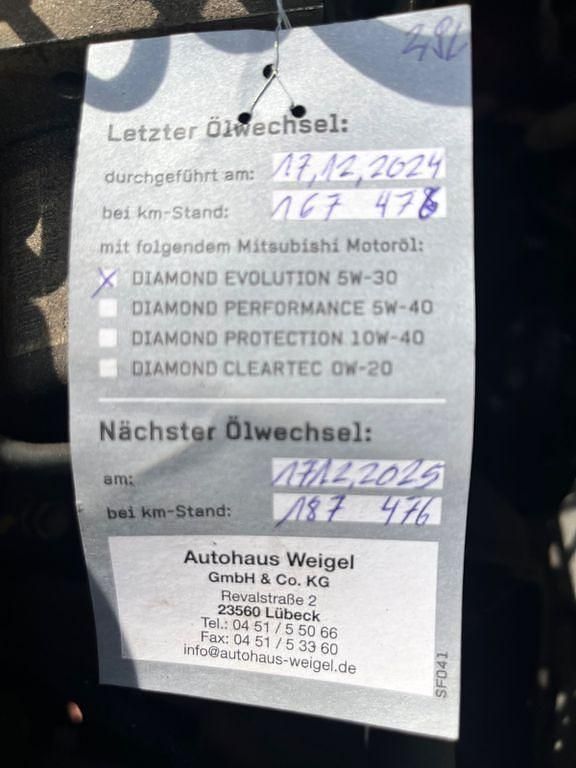 Letzter Ölwechsel:
durchgeführt am: 17.12.2024
bei km-Stand: 167 476
mit folgendem Mitsubishi Motoröl:
X DIAMOND EVOLUTION 5W-30
DIAMOND PERFORMANCE 5W-40
DIAMOND PROTECTION 10W-40
DIAMOND CLEARTEC 0W-20
Nächster Ölwechsel:
am: 17.12.2025
bei km-Stand: 187 476
Autohaus Weigel
GmbH & Co. KG
Revalstraße 2
23560 Lübeck
Tel.: 04 51 / 5 50 66
Fax: 04 51 / 5 33 60
info@autohaus-weigel.de
SF041